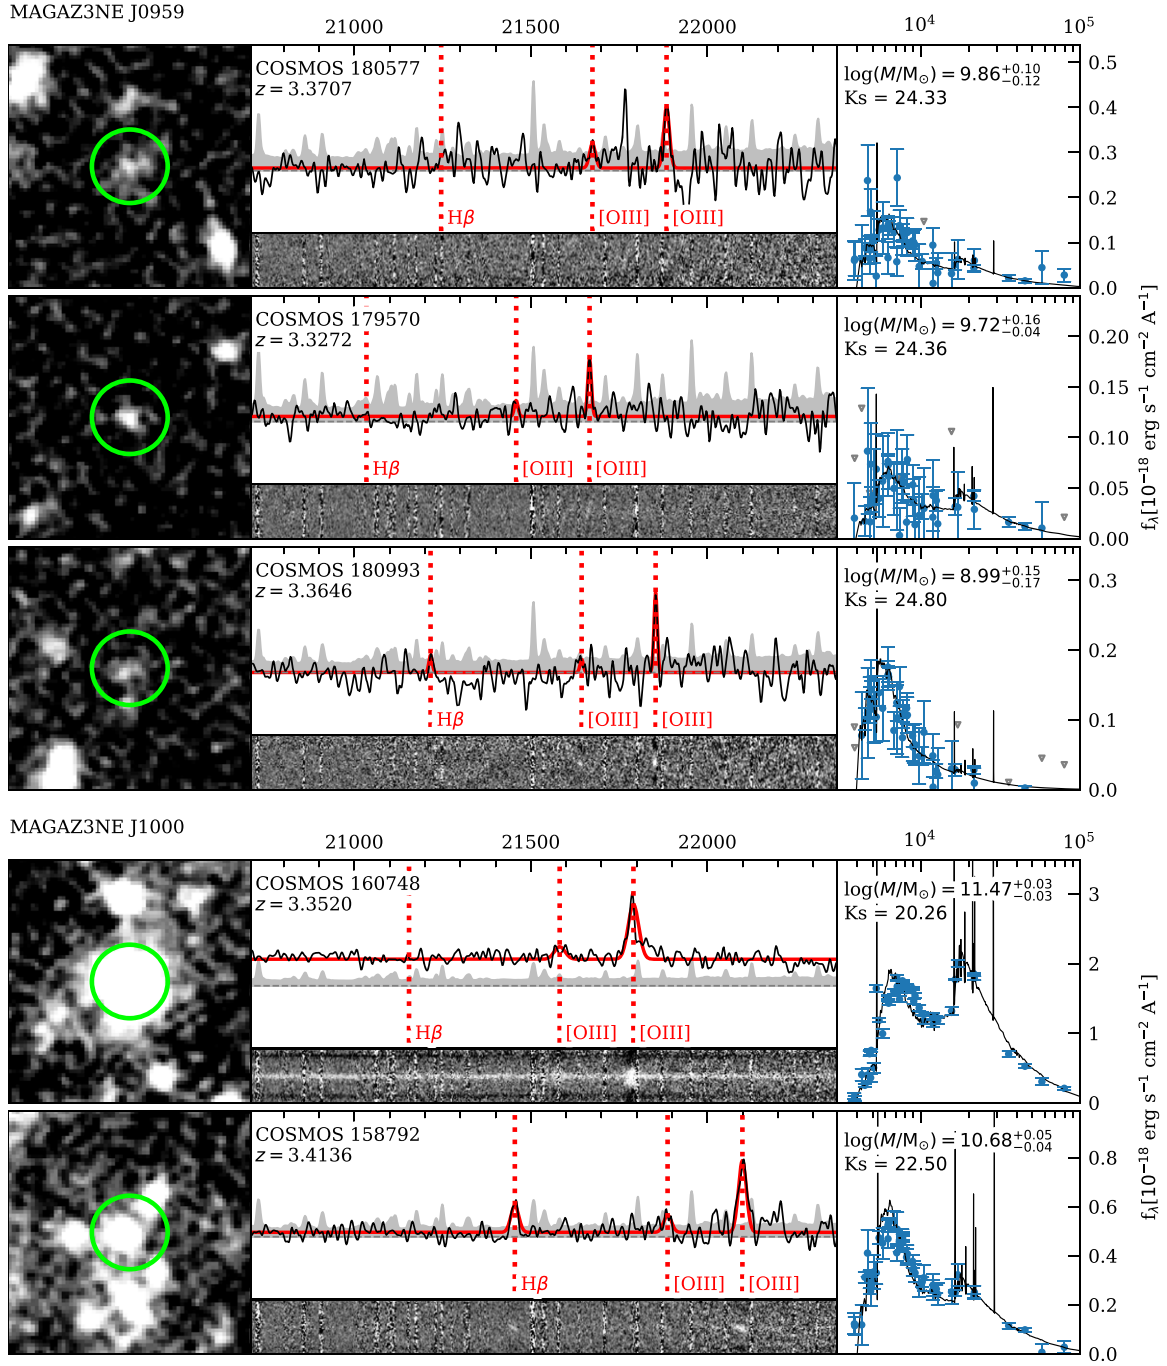 MAGAZ3NE J0959
21000 21500 22000 10⁴ 10⁵
COSMOS 180577
z = 3.3707
Hβ [OIII] [OIII]
log(M/M☉) = 9.86+0.10−0.12
Ks = 24.33
0.5
0.4
0.3
0.2
0.1
0.0
COSMOS 179570
z = 3.3272
Hβ [OIII] [OIII]
log(M/M☉) = 9.72+0.16−0.04
Ks = 24.36
0.20
0.15
0.10
0.05
0.00
fλ[10⁻¹⁸ erg s⁻¹ cm⁻² A⁻¹]
COSMOS 180993
z = 3.3646
Hβ [OIII] [OIII]
log(M/M☉) = 8.99+0.15−0.17
Ks = 24.80
0.3
0.2
0.1
0.0
MAGAZ3NE J1000
21000 21500 22000 10⁴ 10⁵
COSMOS 160748
z = 3.3520
Hβ [OIII] [OIII]
log(M/M☉) = 11.47+0.03−0.03
Ks = 20.26
3
2
1
0
COSMOS 158792
z = 3.4136
Hβ [OIII] [OIII]
log(M/M☉) = 10.68+0.05−0.04
Ks = 22.50
0.8
0.6
0.4
0.2
0.0
fλ[10⁻¹⁸ erg s⁻¹ cm⁻² A⁻¹]